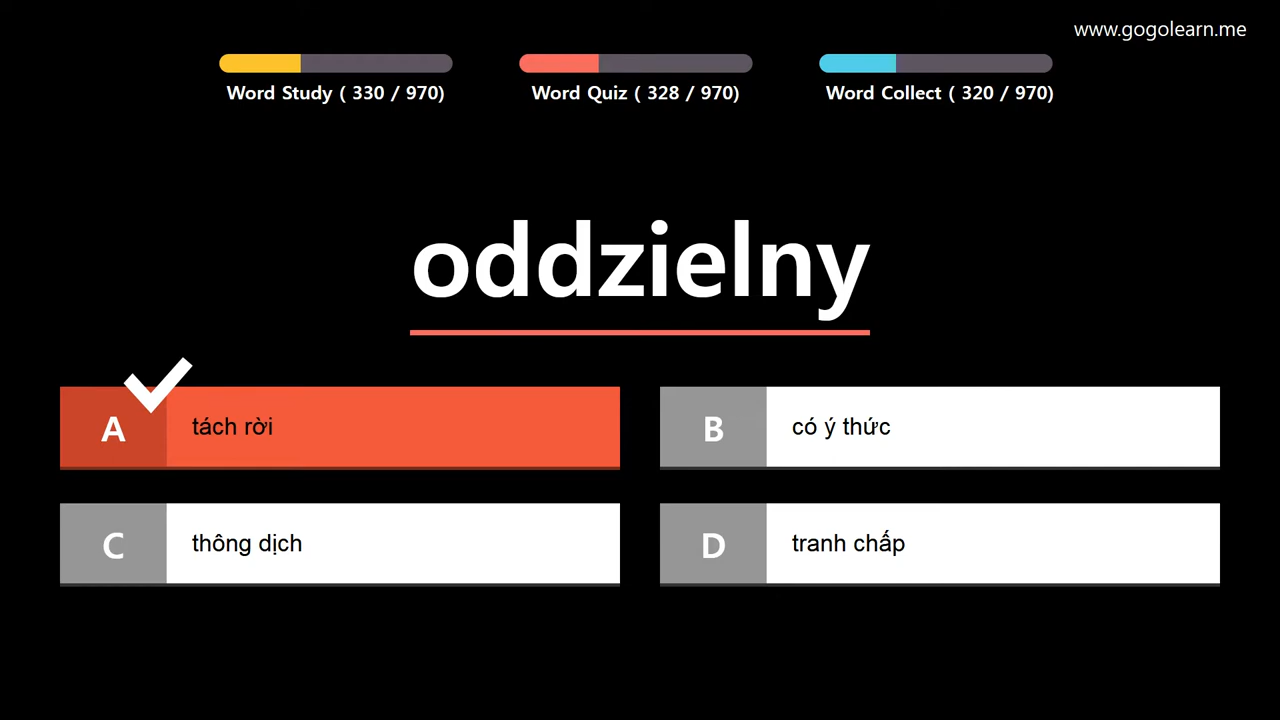 www.gogolearn.me
Word Study ( 330 / 970)
Word Quiz ( 328 / 970)
Word Collect ( 320 / 970)
oddzielny
A tách rời
B có ý thức
C thông dịch
D tranh chấp